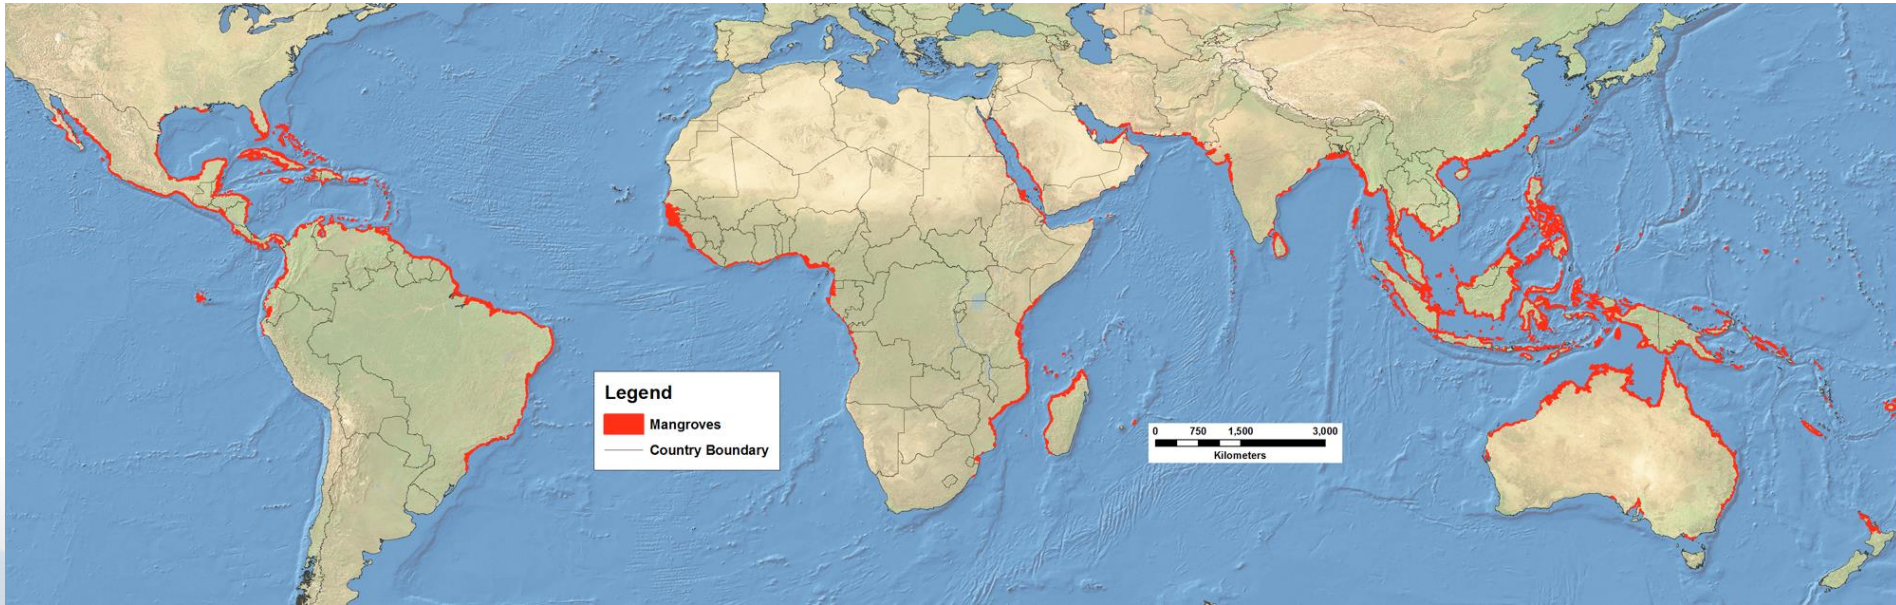 Legend
Mangroves
Country Boundary
0 750 1,500 3,000
Kilometers